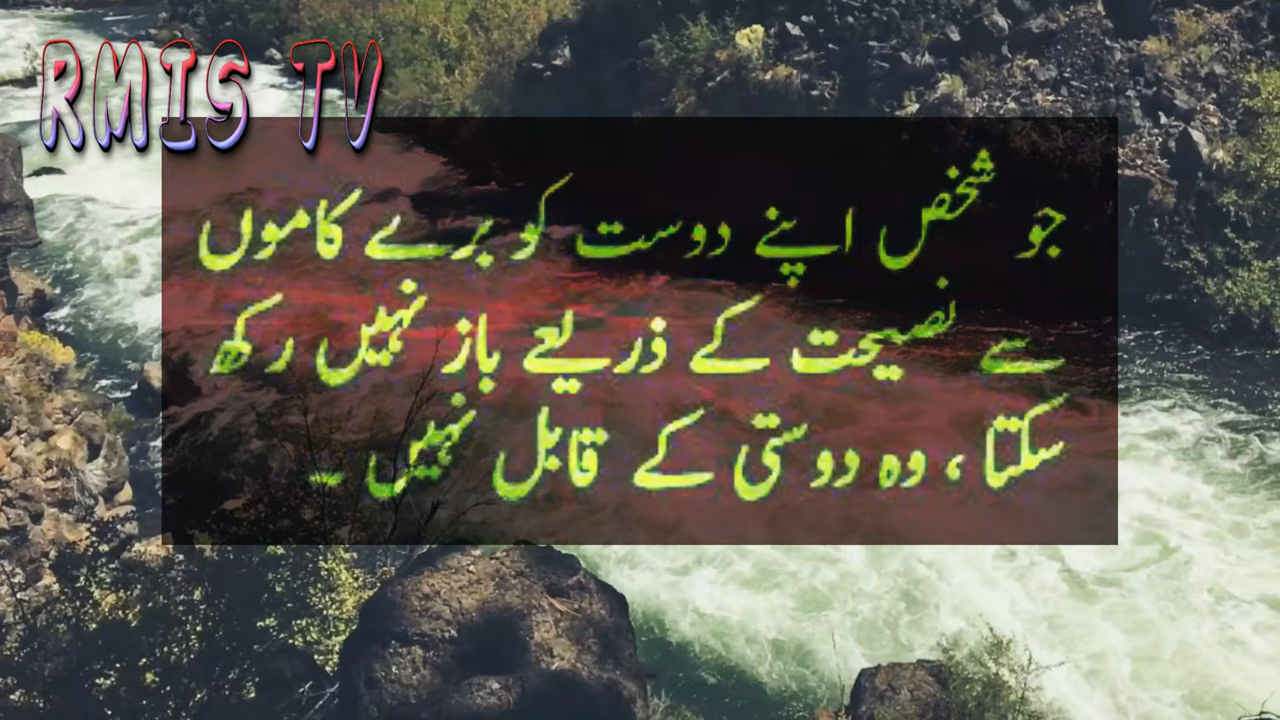 RMIS TV
جو شخص اپنے دوست کو برے کاموں
سے نصیحت کے ذریعے باز نہیں رکھ
سکتا ، وہ دوستی کے قابل نہیں ۔